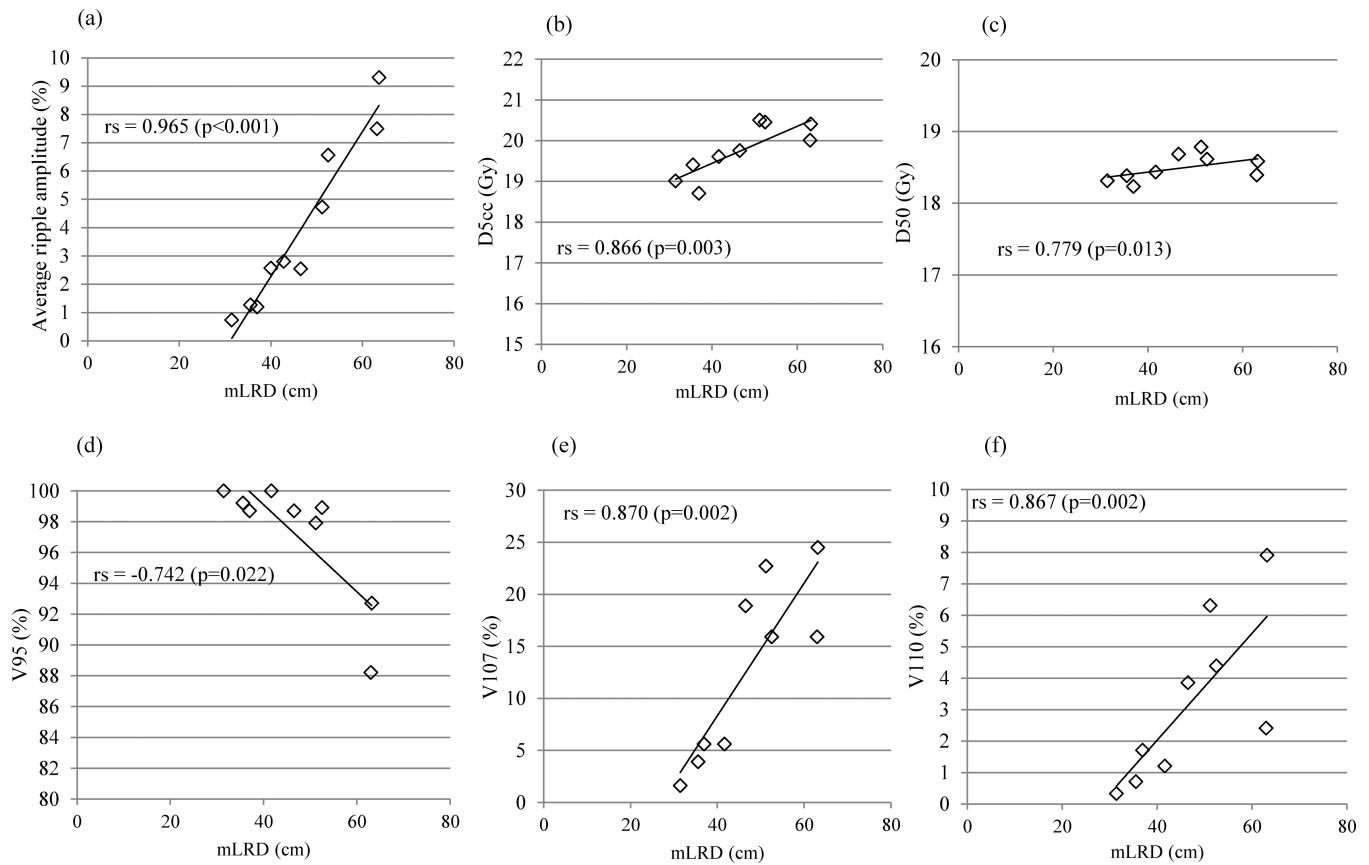 (a)
Average ripple amplitude (%)
10
9
8
7
6
5
4
3
2
1
0
rs = 0.965 (p<0.001)
0 20 40 60 80
mLRD (cm)
(b)
D5cc (Gy)
22
21
20
19
18
17
16
15
rs = 0.866 (p=0.003)
0 20 40 60 80
mLRD (cm)
(c)
D50 (Gy)
20
19
18
17
16
rs = 0.779 (p=0.013)
0 20 40 60 80
mLRD (cm)
(d)
V95 (%)
100
98
96
94
92
90
88
86
84
82
80
rs = -0.742 (p=0.022)
0 20 40 60 80
mLRD (cm)
(e)
V107 (%)
30
25
20
15
10
5
0
rs = 0.870 (p=0.002)
0 20 40 60 80
mLRD (cm)
(f)
V110 (%)
10
9
8
7
6
5
4
3
2
1
0
rs = 0.867 (p=0.002)
0 20 40 60 80
mLRD (cm)